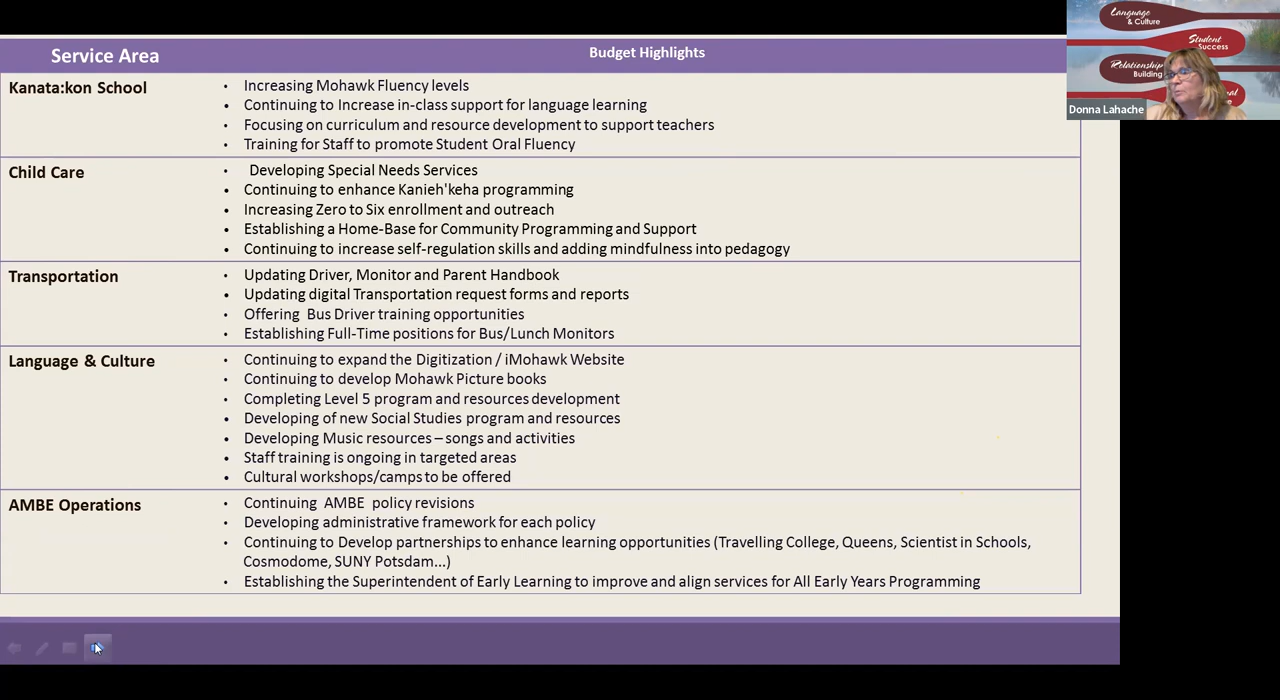 Service Area
Budget Highlights
Kanata:kon School
• Increasing Mohawk Fluency levels
• Continuing to Increase in-class support for language learning
• Focusing on curriculum and resource development to support teachers
• Training for Staff to promote Student Oral Fluency
Child Care
• Developing Special Needs Services
• Continuing to enhance Kanieh'keha programming
• Increasing Zero to Six enrollment and outreach
• Establishing a Home-Base for Community Programming and Support
• Continuing to increase self-regulation skills and adding mindfulness into pedagogy
Transportation
• Updating Driver, Monitor and Parent Handbook
• Updating digital Transportation request forms and reports
• Offering Bus Driver training opportunities
• Establishing Full-Time positions for Bus/Lunch Monitors
Language & Culture
• Continuing to expand the Digitization / iMohawk Website
• Continuing to develop Mohawk Picture books
• Completing Level 5 program and resources development
• Developing of new Social Studies program and resources
• Developing Music resources – songs and activities
• Staff training is ongoing in targeted areas
• Cultural workshops/camps to be offered
AMBE Operations
• Continuing AMBE policy revisions
• Developing administrative framework for each policy
• Continuing to Develop partnerships to enhance learning opportunities (Travelling College, Queens, Scientist in Schools,
Cosmodome, SUNY Potsdam...)
• Establishing the Superintendent of Early Learning to improve and align services for All Early Years Programming
Language
& Culture
Student
Success
Relationship
Building
Donna Lahache